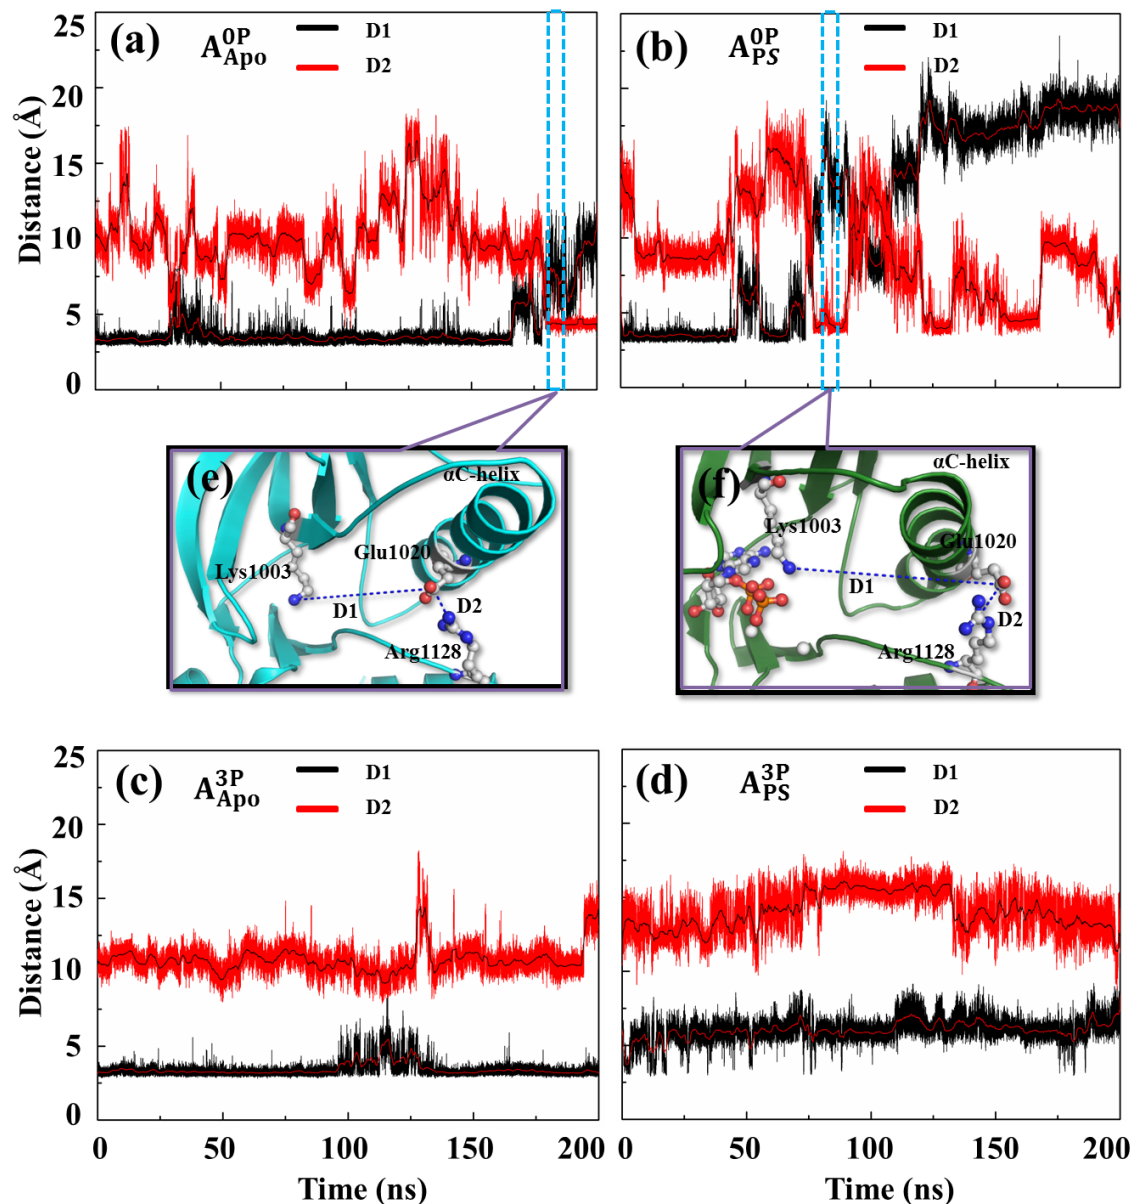 25
20
15
10
5
0
Distance (Å)
(a)
A^{0P}_{Apo}
D1
D2
(b)
A^{0P}_{PS}
D1
D2
(e)
αC-helix
Glu1020
Lys1003
D1
D2
Arg1128
(f)
αC-helix
Lys1003
Glu1020
D1
D2
Arg1128
25
20
15
10
5
0
Distance (Å)
(c)
A^{3P}_{Apo}
D1
D2
(d)
A^{3P}_{PS}
D1
D2
0 50 100 150 200
0 50 100 150 200
Time (ns)
Time (ns)